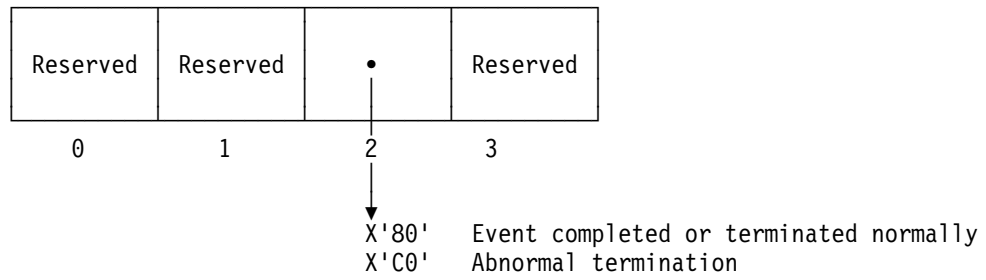 Reserved Reserved • Reserved
0 1 2 3
X'80' Event completed or terminated normally
X'C0' Abnormal termination